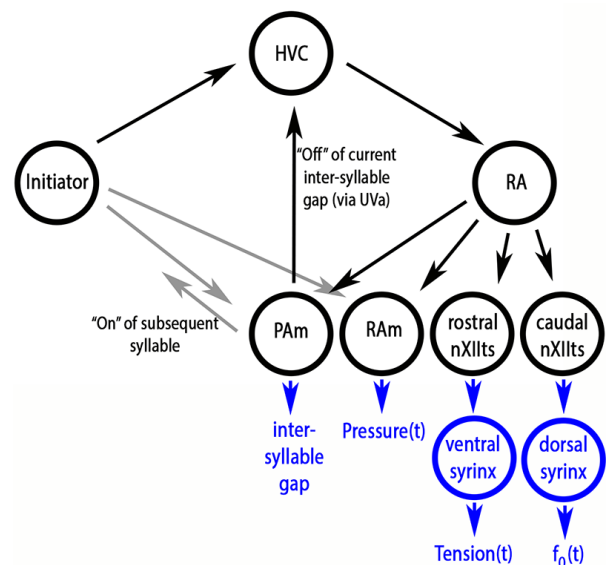 HVC
"Off" of current
inter-syllable
gap (via UVa)
Initiator
RA
"On" of subsequent
syllable
PAm
RAm
rostral
nXIIts
caudal
nXIIts
inter-
syllable
gap
Pressure(t)
ventral
syrinx
dorsal
syrinx
Tension(t)
f₀(t)